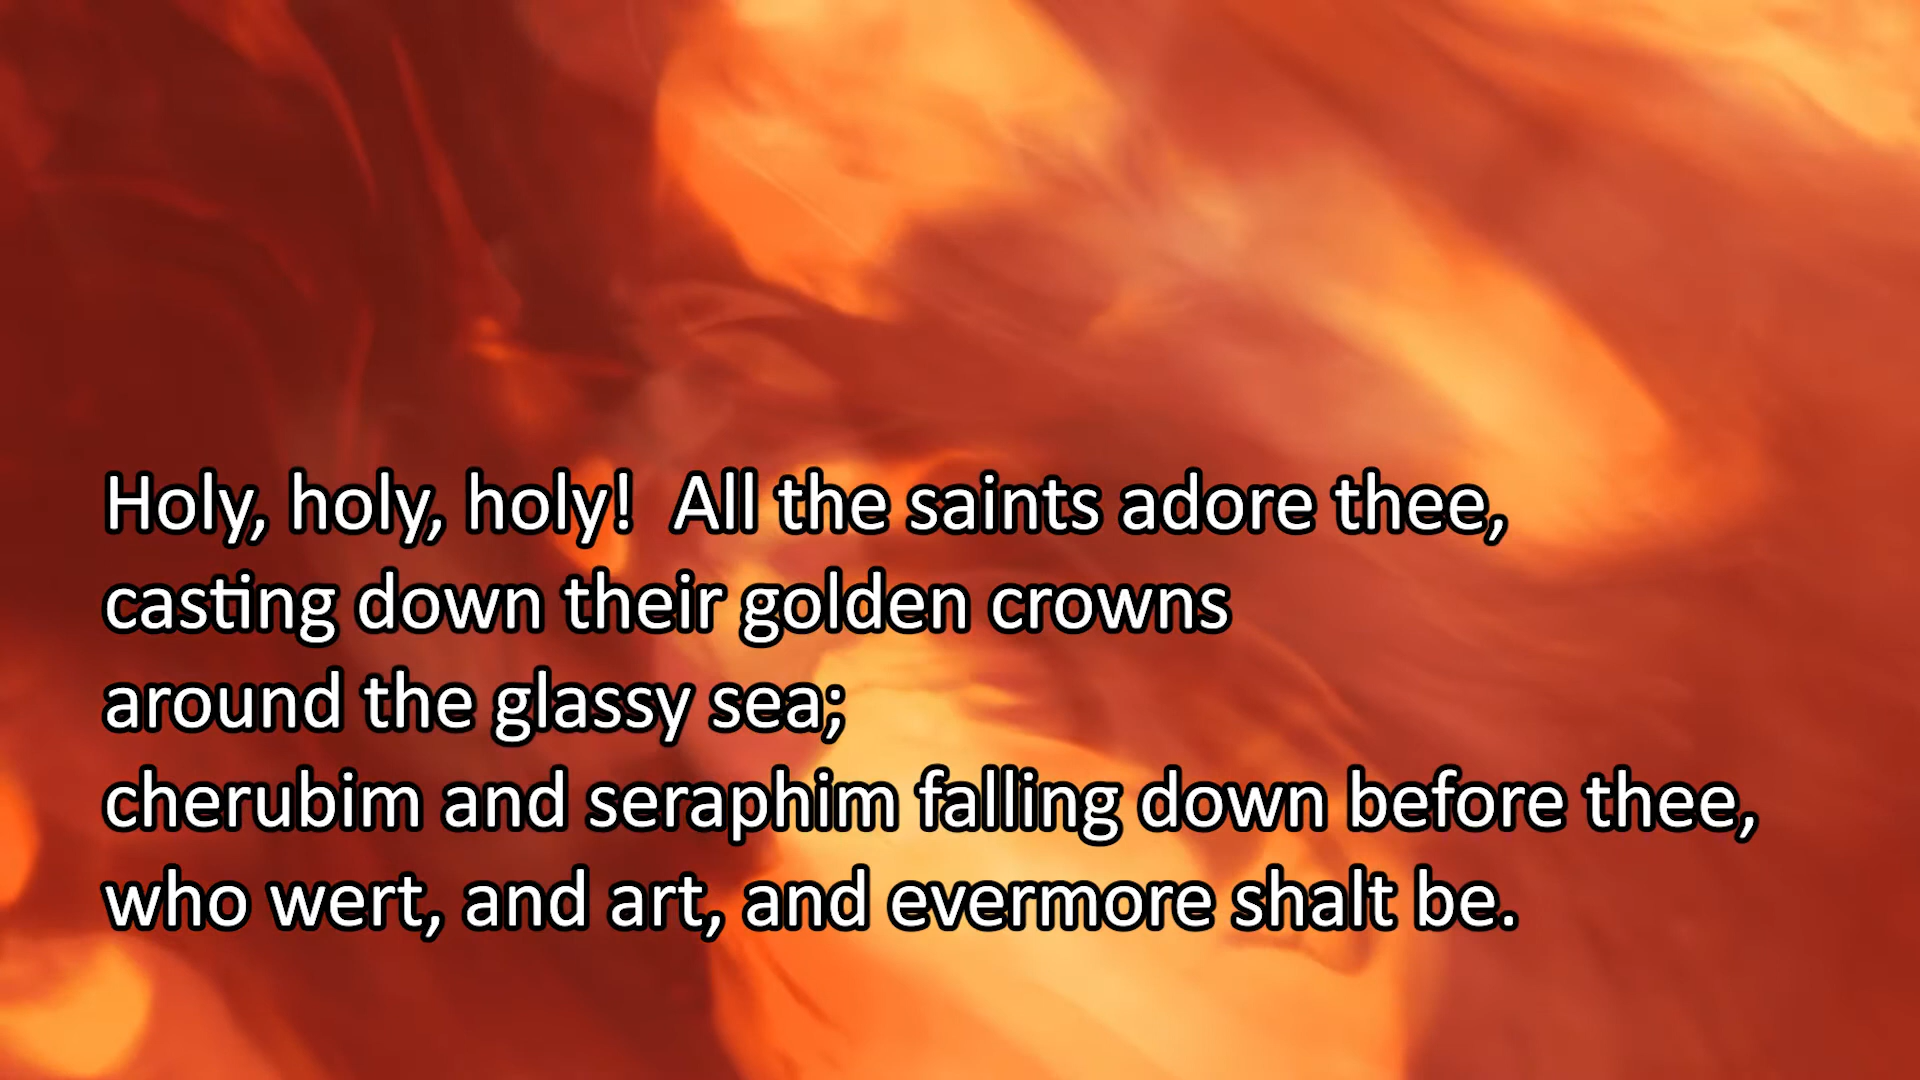 Holy, holy, holy!  All the saints adore thee,
casting down their golden crowns
around the glassy sea;
cherubim and seraphim falling down before thee,
who wert, and art, and evermore shalt be.